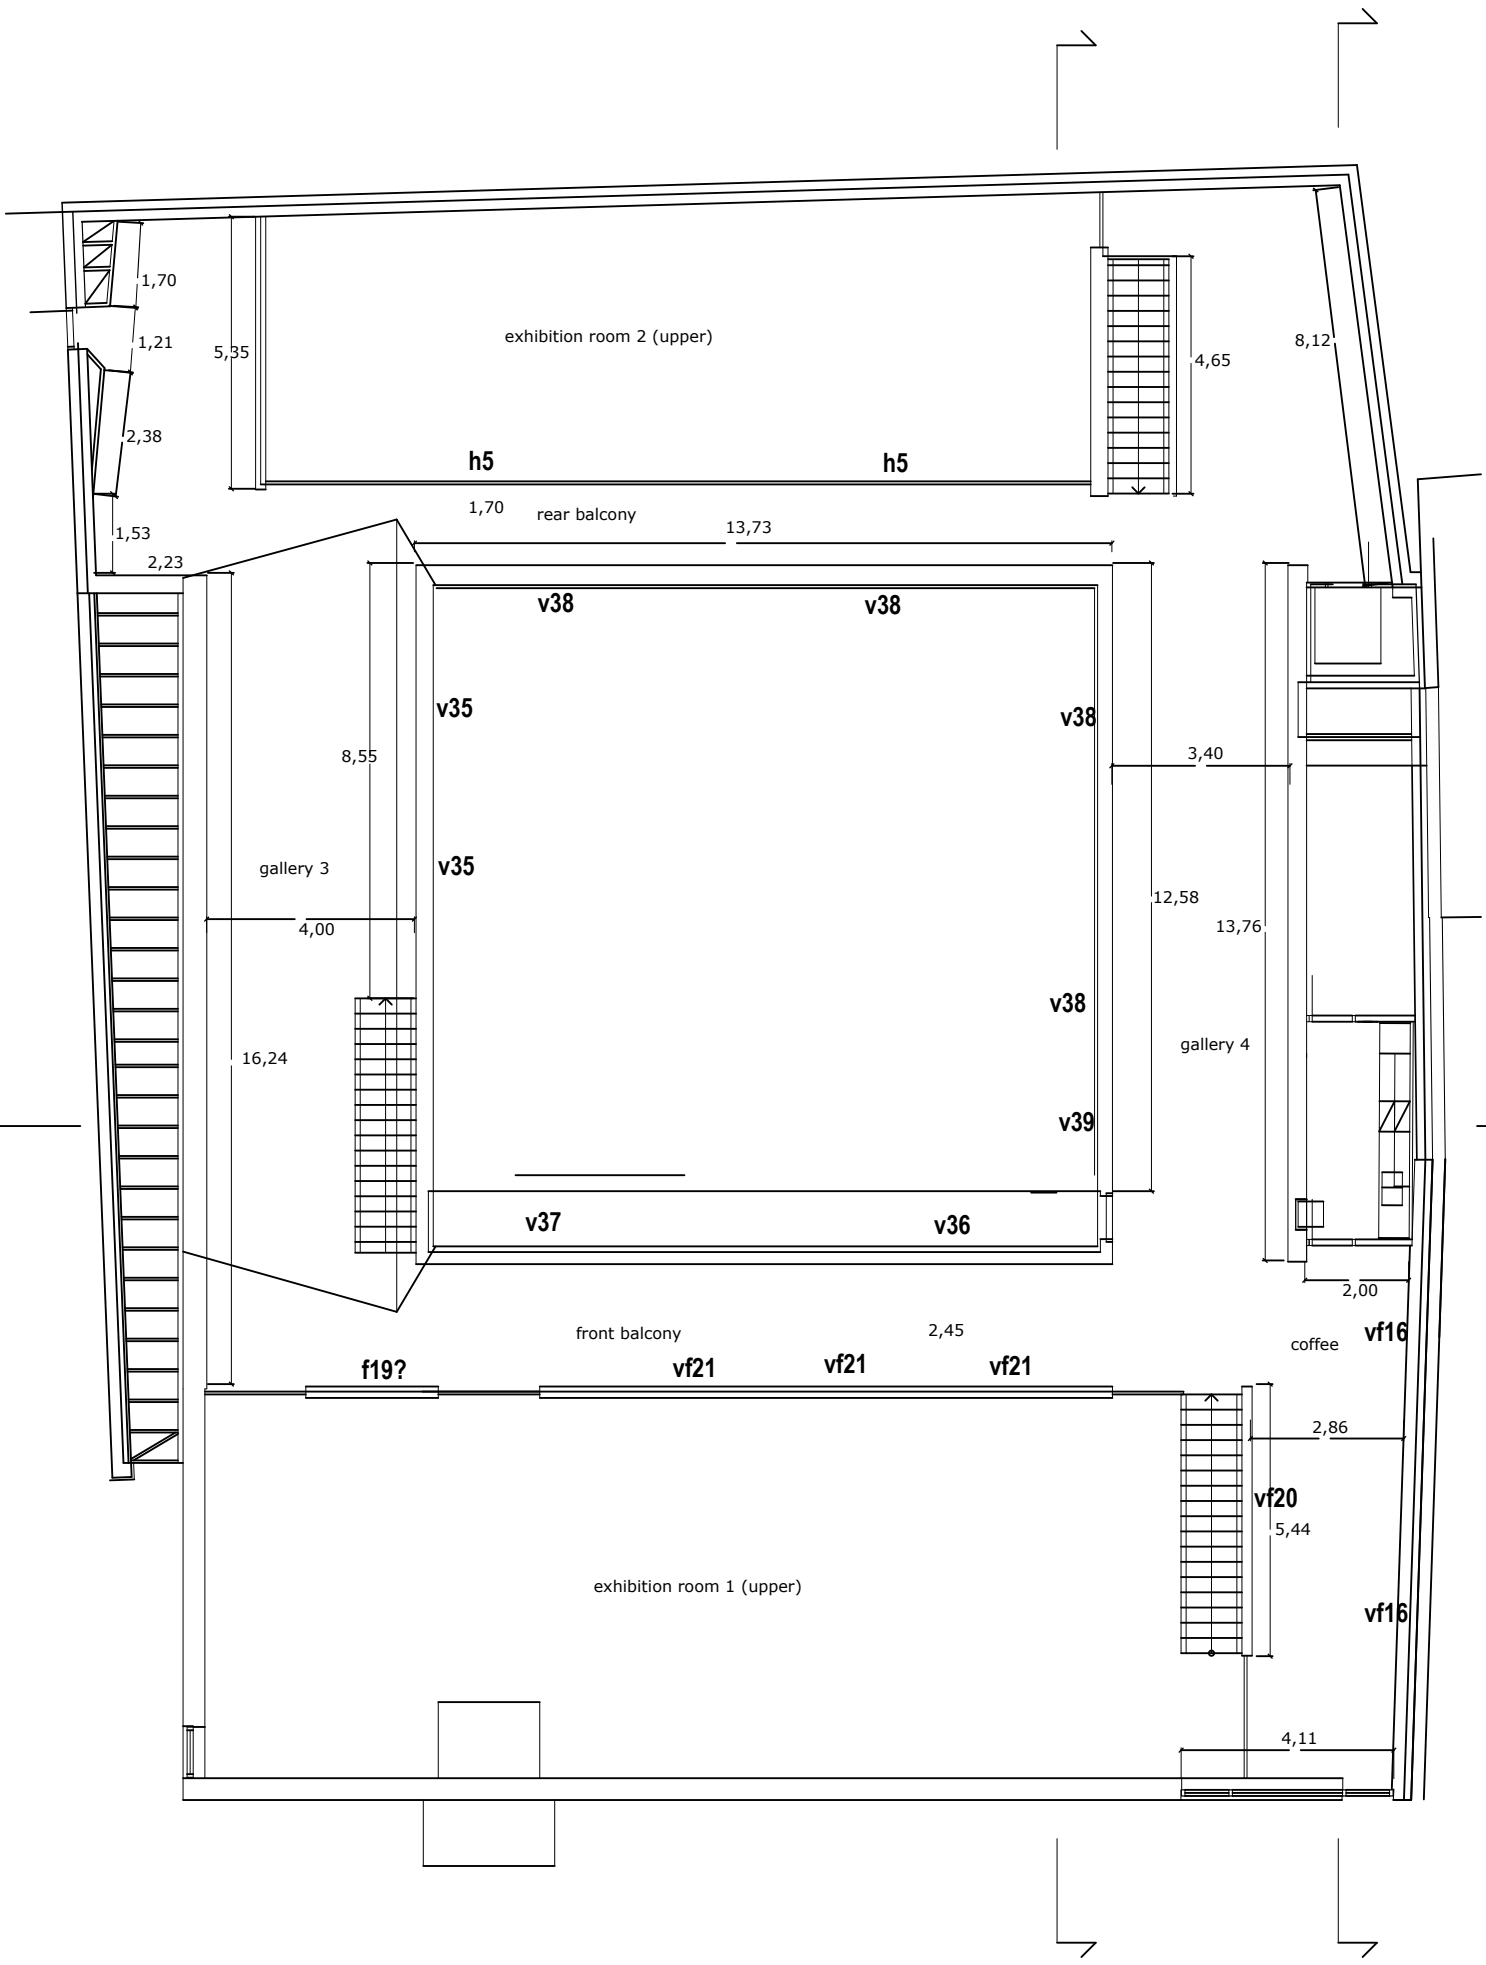 1,70
1,21
5,35
exhibition room 2 (upper)
8,12
4,65
2,38
h5
h5
1,70
rear balcony
13,73
1,53
2,23
v38
v38
v35
v38
8,55
3,40
gallery 3
v35
12,58
4,00
13,76
v38
gallery 4
16,24
v39
v37
v36
2,00
front balcony
2,45
coffee
vf16
f19?
vf21
vf21
vf21
2,86
vf20
5,44
exhibition room 1 (upper)
vf16
4,11